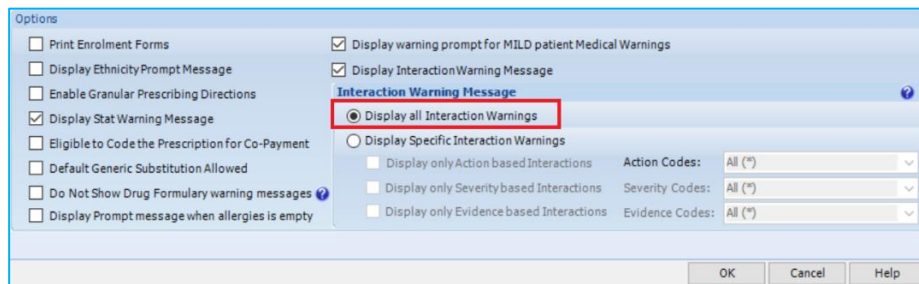 Options
Print Enrolment Forms
Display Ethnicity Prompt Message
Enable Granular Prescribing Directions
Display Stat Warning Message
Eligible to Code the Prescription for Co-Payment
Default Generic Substitution Allowed
Do Not Show Drug Formulary warning messages ?
Display Prompt message when allergies is empty
Display warning prompt for MILD patient Medical Warnings
Display Interaction Warning Message
Interaction Warning Message ?
Display all Interaction Warnings
Display Specific Interaction Warnings
Display only Action based Interactions Action Codes: All (*)
Display only Severity based Interactions Severity Codes: All (*)
Display only Evidence based Interactions Evidence Codes: All (*)
OK Cancel Help